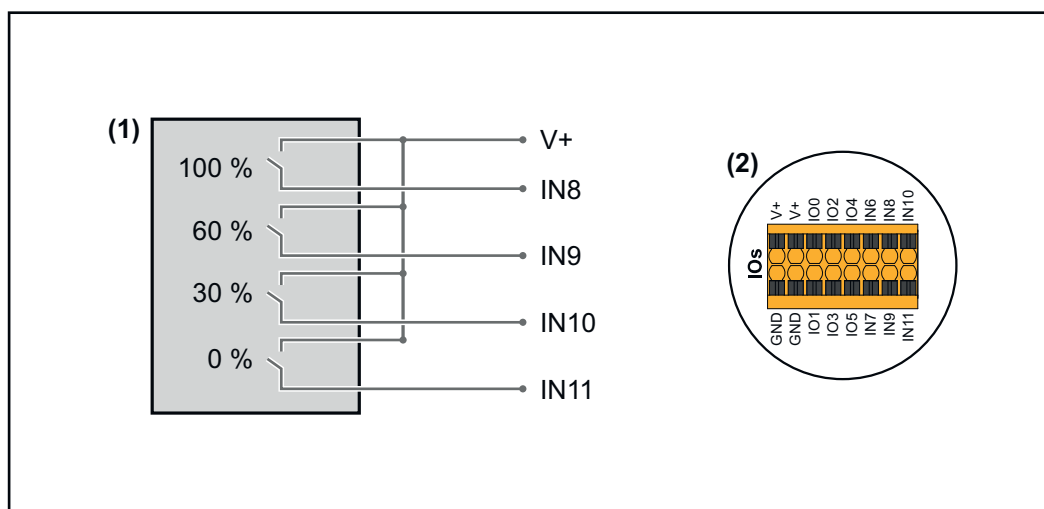 (1)
100 %
60 %
30 %
0 %
V+
IN8
IN9
IN10
IN11
(2)
IOs
V+
V+
IO0
IO2
IO4
IN6
IN8
IN10
GND
GND
IO1
IO3
IO5
IN7
IN9
IN11